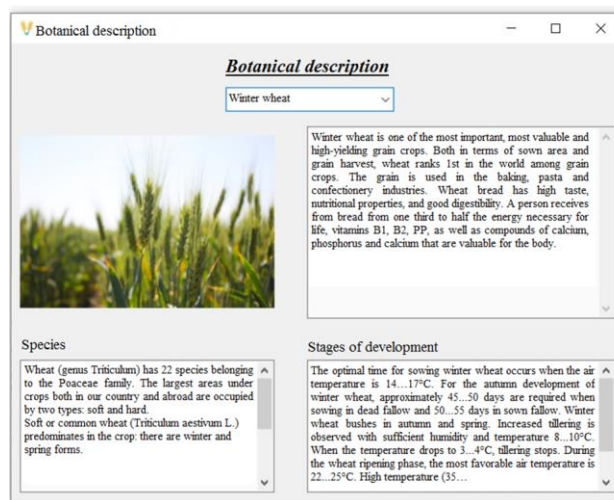 Botanical description
Botanical description
Winter wheat
Winter wheat is one of the most important, most valuable and
high-yielding grain crops. Both in terms of sown area and
grain harvest, wheat ranks 1st in the world among grain
crops. The grain is used in the baking, pasta and
confectionery industries. Wheat bread has high taste,
nutritional properties, and good digestibility. A person receives
from bread from one third to half the energy necessary for
life, vitamins B1, B2, PP, as well as compounds of calcium,
phosphorus and calcium that are valuable for the body.
Species
Wheat (genus Triticulum) has 22 species belonging
to the Poaceae family. The largest areas under
crops both in our country and abroad are occupied
by two types: soft and hard.
Soft or common wheat (Triticulum aestivum L.)
predominates in the crop: there are winter and
spring forms.
Stages of development
The optimal time for sowing winter wheat occurs when the air
temperature is 14…17°C. For the autumn development of
winter wheat, approximately 45…50 days are required when
sowing in dead fallow and 50…55 days in sown fallow. Winter
wheat bushes in autumn and spring. Increased tillering is
observed with sufficient humidity and temperature 8…10°C.
When the temperature drops to 3…4°C, tillering stops. During
the wheat ripening phase, the most favorable air temperature is
22…25°C. High temperature (35…